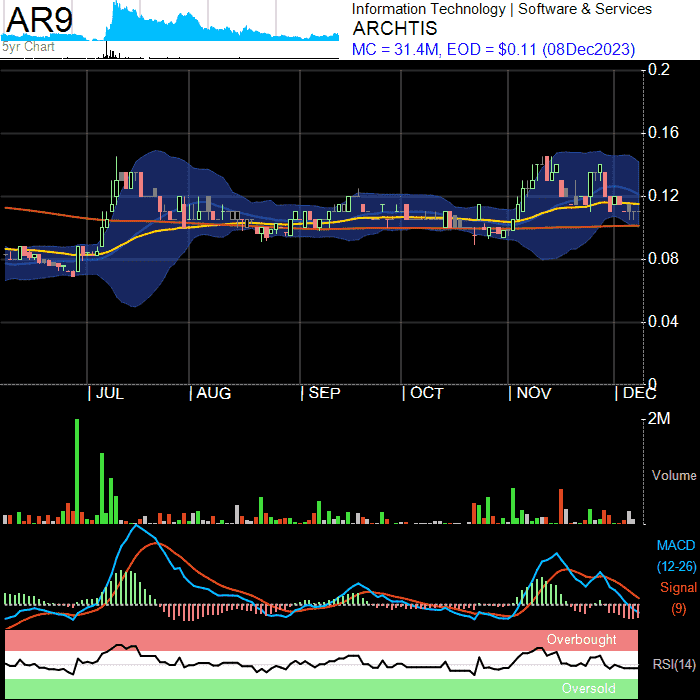 AR9
5yr Chart
Information Technology | Software & Services
ARCHTIS
MC = 31.4M, EOD = $0.11 (08Dec2023)
0.2
0.16
0.12
0.08
0.04
0
JUL AUG SEP OCT NOV DEC
2M
Volume
MACD
(12-26)
Signal
(9)
Overbought
RSI(14)
Oversold